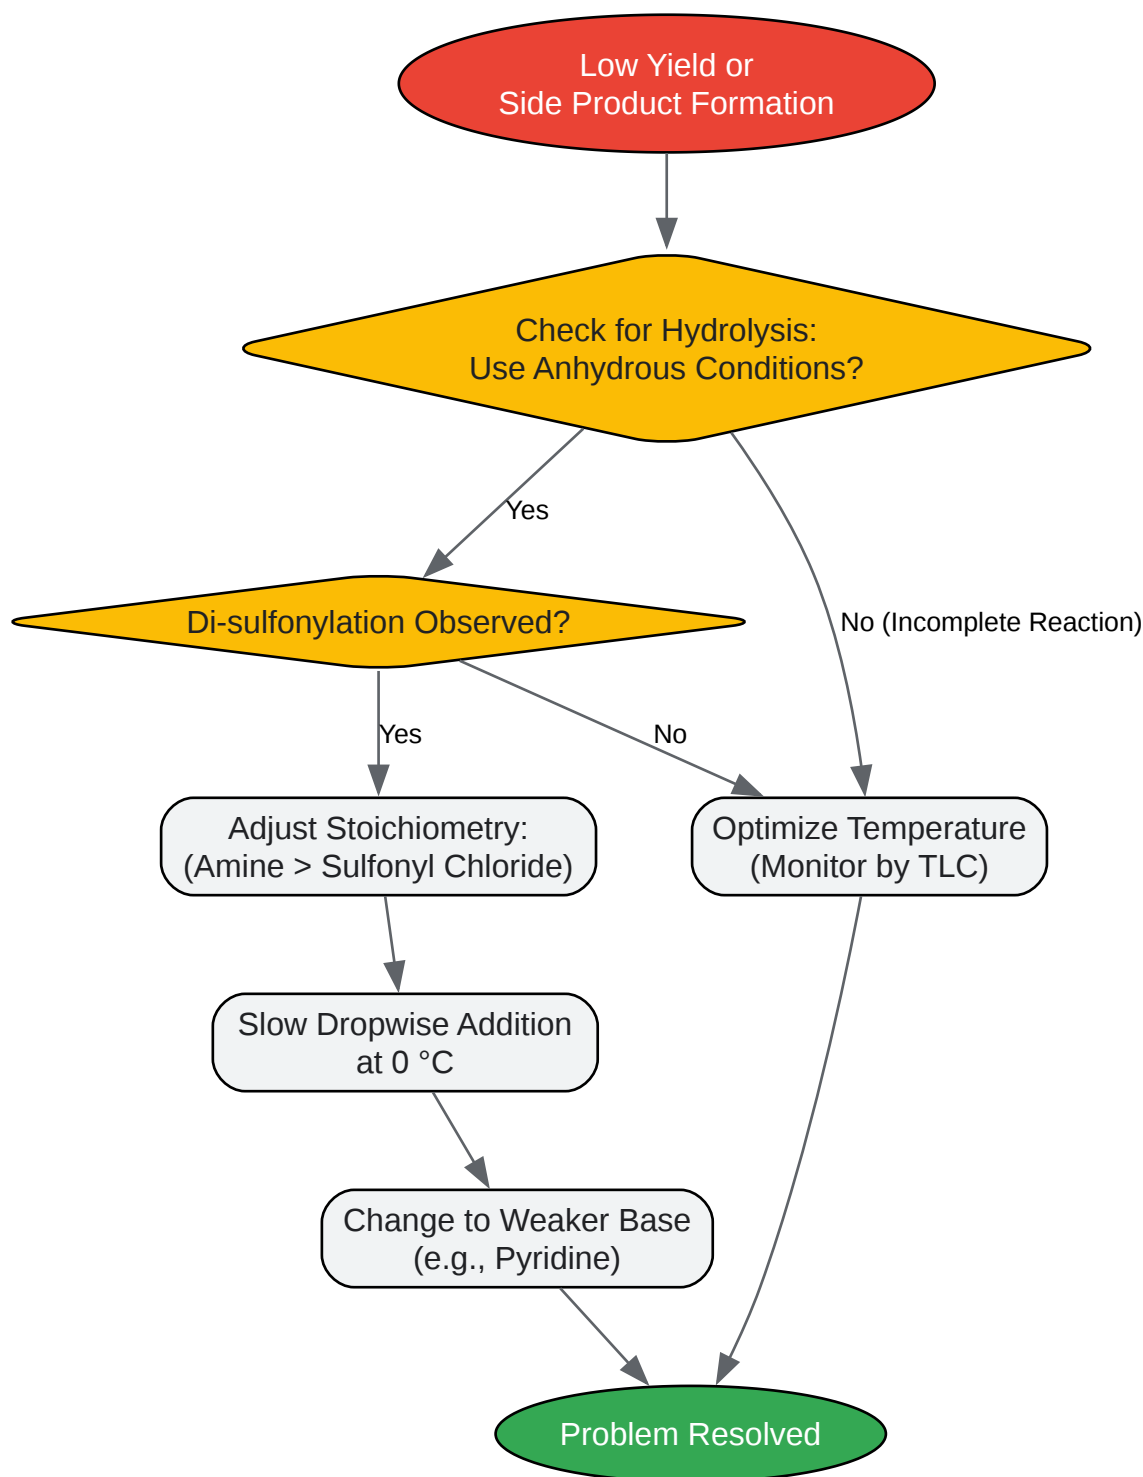 Low Yield or
Side Product Formation
Check for Hydrolysis:
Use Anhydrous Conditions?
Yes
Di-sulfonylation Observed?
No (Incomplete Reaction)
Yes
No
Adjust Stoichiometry:
(Amine > Sulfonyl Chloride)
Optimize Temperature
(Monitor by TLC)
Slow Dropwise Addition
at 0 °C
Change to Weaker Base
(e.g., Pyridine)
Problem Resolved